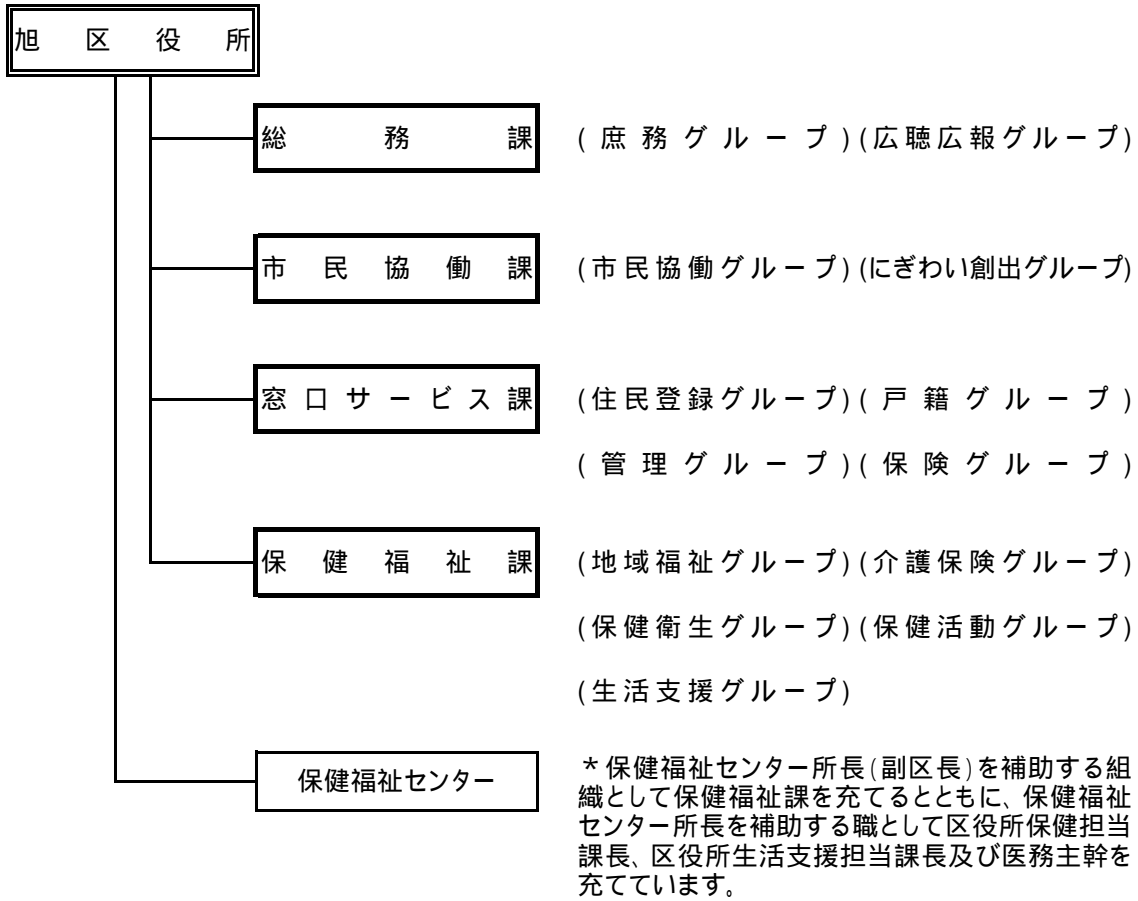 旭区役所
総務課 (庶務グループ)(広聴広報グループ)
市民協働課 (市民協働グループ)(にぎわい創出グループ)
窓口サービス課 (住民登録グループ)(戸籍グループ)
(管理グループ)(保険グループ)
保健福祉課 (地域福祉グループ)(介護保険グループ)
(保健衛生グループ)(保健活動グループ)
(生活支援グループ)
保健福祉センター
*保健福祉センター所長(副区長)を補助する組
織として保健福祉課を充てるとともに、保健福祉
センター所長を補助する職として区役所保健担当
課長、区役所生活支援担当課長及び医務主幹を
充てています。